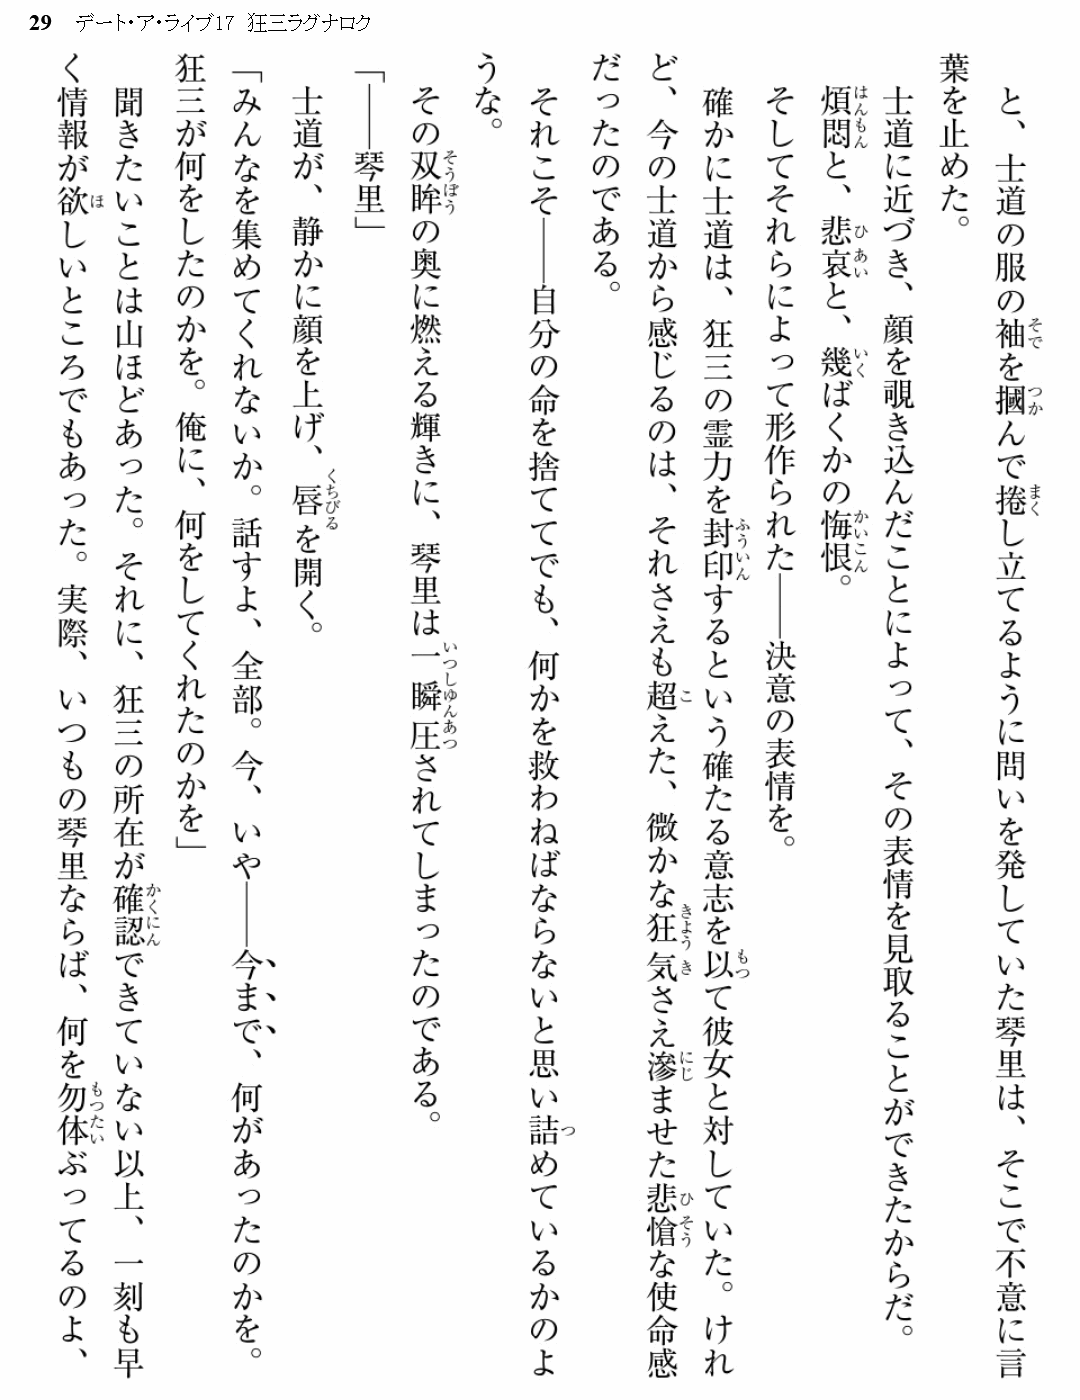 29　デート・ア・ライブ17　狂三ラグナロク
　と、士道の服の袖を摑んで捲し立てるように問いを発していた琴里は、そこで不意に言
葉を止めた。
　士道に近づき、顔を覗き込んだことによって、その表情を見取ることができたからだ。
　煩悶と、悲哀と、幾ばくかの悔恨。
　そしてそれらによって形作られた――決意の表情を。
　確かに士道は、狂三の霊力を封印するという確たる意志を以て彼女と対していた。けれ
ど、今の士道から感じるのは、それさえも超えた、微かな狂気さえ滲ませた悲愴な使命感
だったのである。
　それこそ――自分の命を捨ててでも、何かを救わねばならないと思い詰めているかのよ
うな。
　その双眸の奥に燃える輝きに、琴里は一瞬圧されてしまったのである。
「――琴里」
　士道が、静かに顔を上げ、唇を開く。
「みんなを集めてくれないか。話すよ、全部。今、いや――今まで、何があったのかを。
狂三が何をしたのかを。俺に、何をしてくれたのかを」
　聞きたいことは山ほどあった。それに、狂三の所在が確認できていない以上、一刻も早
く情報が欲しいところでもあった。実際、いつもの琴里ならば、何を勿体ぶってるのよ、